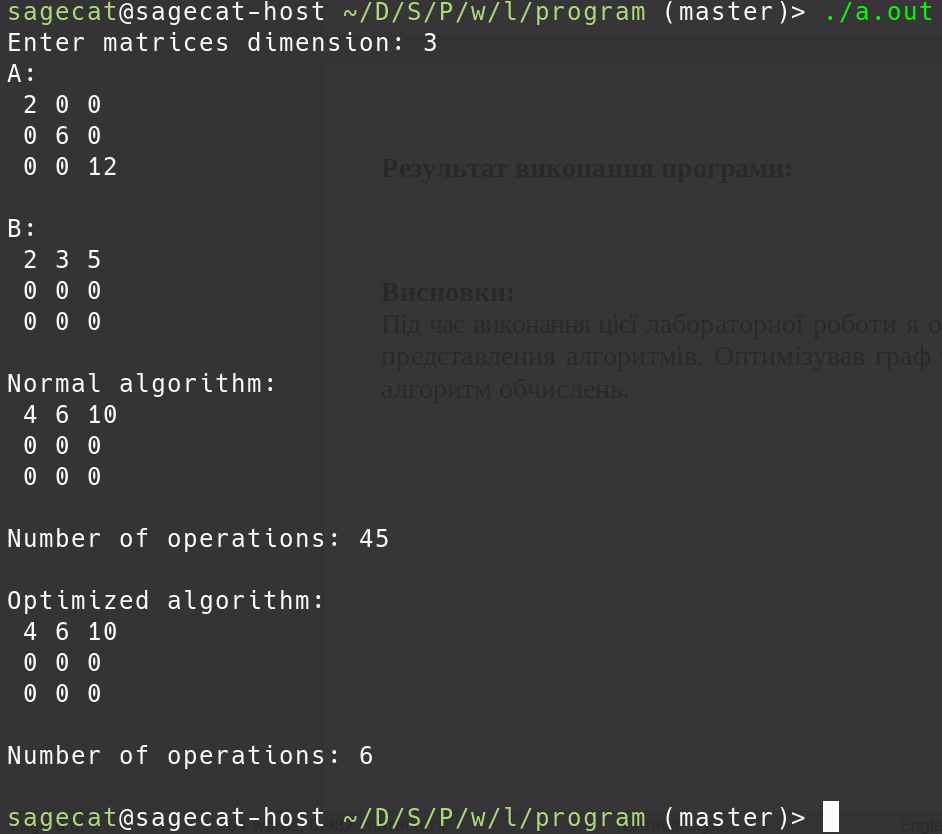 sagecat@sagecat-host ~/D/S/P/w/l/program (master)> ./a.out
Enter matrices dimension: 3
A:
2 0 0
0 6 0
0 0 12
B:
2 3 5
0 0 0
0 0 0
Normal algorithm:
4 6 10
0 0 0
0 0 0
Number of operations: 45
Optimized algorithm:
4 6 10
0 0 0
0 0 0
Number of operations: 6
sagecat@sagecat-host ~/D/S/P/w/l/program (master)>
Результат виконання програми:
Висновки:
Під час виконання цієї лабораторної роботи я о
представлення алгоритмів. Оптимізував граф
алгоритм обчислень.